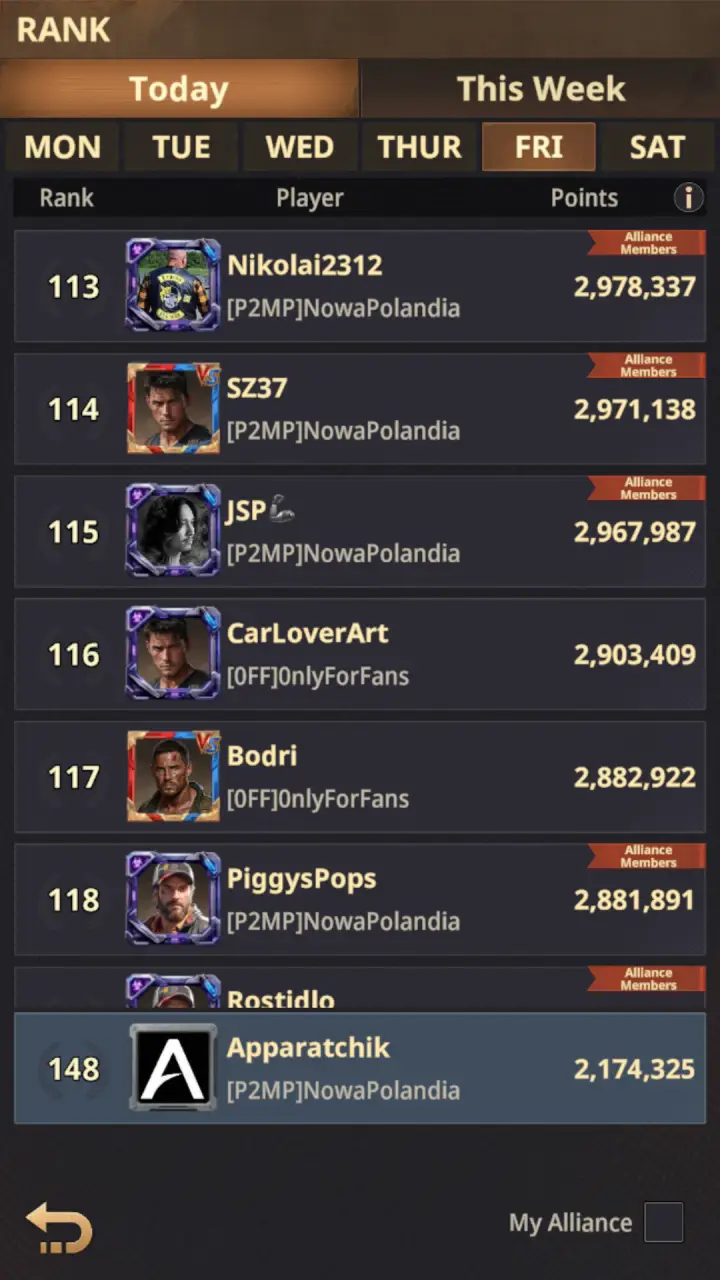 RANK
Today
This Week
MON
TUE
WED
THUR
FRI
SAT
Rank
Player
Points
Alliance
Members
113
Nikolai2312
[P2MP]NowaPolandia
2,978,337
Alliance
Members
114
SZ37
[P2MP]NowaPolandia
2,971,138
Alliance
Members
115
JSP💪
[P2MP]NowaPolandia
2,967,987
116
CarLoverArt
[0FF]0nlyForFans
2,903,409
117
Bodri
[0FF]0nlyForFans
2,882,922
Alliance
Members
118
PiggysPops
[P2MP]NowaPolandia
2,881,891
Alliance
Members
Rostidlo
148
Apparatchik
[P2MP]NowaPolandia
2,174,325
My Alliance